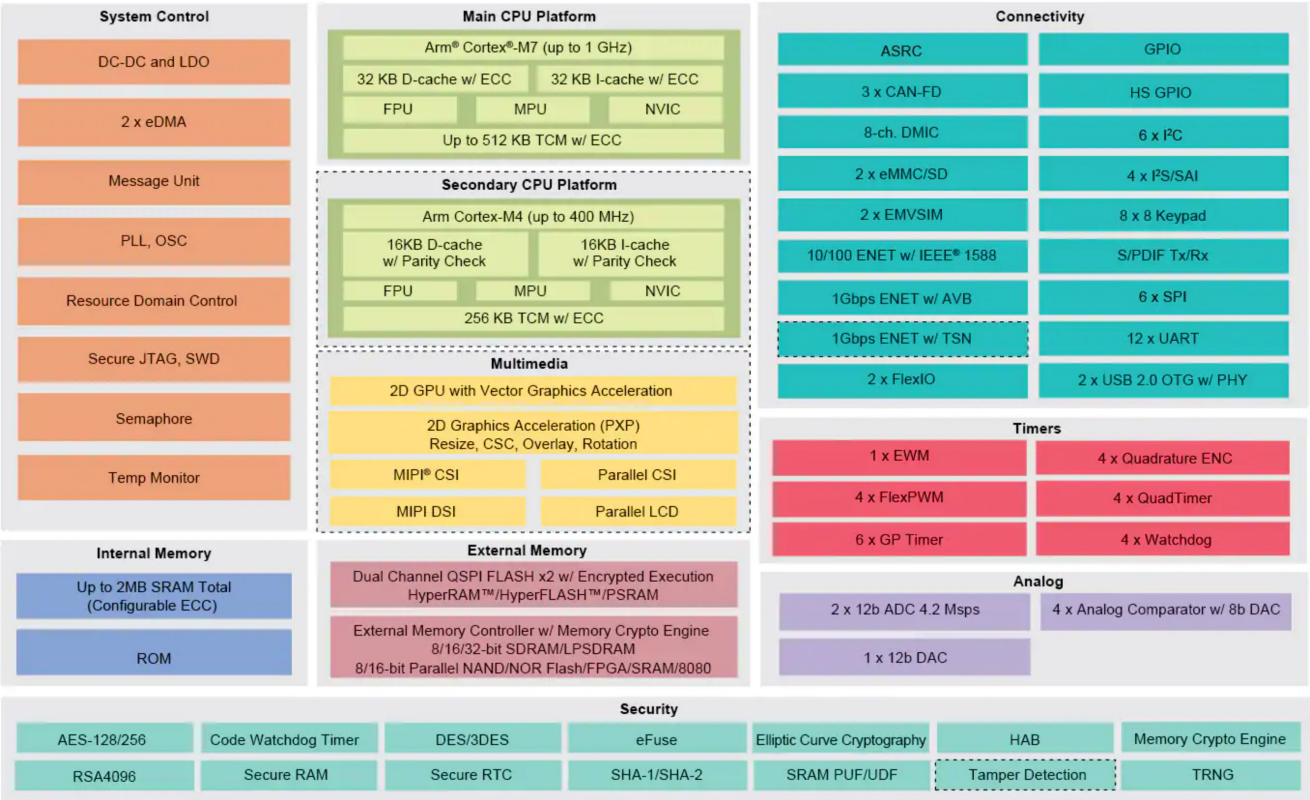 System Control
DC-DC and LDO
2 x eDMA
Message Unit
PLL, OSC
Resource Domain Control
Secure JTAG, SWD
Semaphore
Temp Monitor
Main CPU Platform
Arm® Cortex®-M7 (up to 1 GHz)
32 KB D-cache w/ ECC
32 KB I-cache w/ ECC
FPU
MPU
NVIC
Up to 512 KB TCM w/ ECC
Secondary CPU Platform
Arm Cortex-M4 (up to 400 MHz)
16KB D-cache
w/ Parity Check
16KB I-cache
w/ Parity Check
FPU
MPU
NVIC
256 KB TCM w/ ECC
Multimedia
2D GPU with Vector Graphics Acceleration
2D Graphics Acceleration (PXP)
Resize, CSC, Overlay, Rotation
MIPI® CSI
Parallel CSI
MIPI DSI
Parallel LCD
Connectivity
ASRC
GPIO
3 x CAN-FD
HS GPIO
8-ch. DMIC
6 x I²C
2 x eMMC/SD
4 x I²S/SAI
2 x EMVSIM
8 x 8 Keypad
10/100 ENET w/ IEEE® 1588
S/PDIF Tx/Rx
1Gbps ENET w/ AVB
6 x SPI
1Gbps ENET w/ TSN
12 x UART
2 x FlexIO
2 x USB 2.0 OTG w/ PHY
Timers
1 x EWM
4 x Quadrature ENC
4 x FlexPWM
4 x QuadTimer
6 x GP Timer
4 x Watchdog
Internal Memory
Up to 2MB SRAM Total
(Configurable ECC)
ROM
External Memory
Dual Channel QSPI FLASH x2 w/ Encrypted Execution
HyperRAM™/HyperFLASH™/PSRAM
External Memory Controller w/ Memory Crypto Engine
8/16/32-bit SDRAM/LPSDRAM
8/16-bit Parallel NAND/NOR Flash/FPGA/SRAM/8080
Analog
2 x 12b ADC 4.2 Msps
4 x Analog Comparator w/ 8b DAC
1 x 12b DAC
Security
AES-128/256
Code Watchdog Timer
DES/3DES
eFuse
Elliptic Curve Cryptography
HAB
Memory Crypto Engine
RSA4096
Secure RAM
Secure RTC
SHA-1/SHA-2
SRAM PUF/UDF
Tamper Detection
TRNG